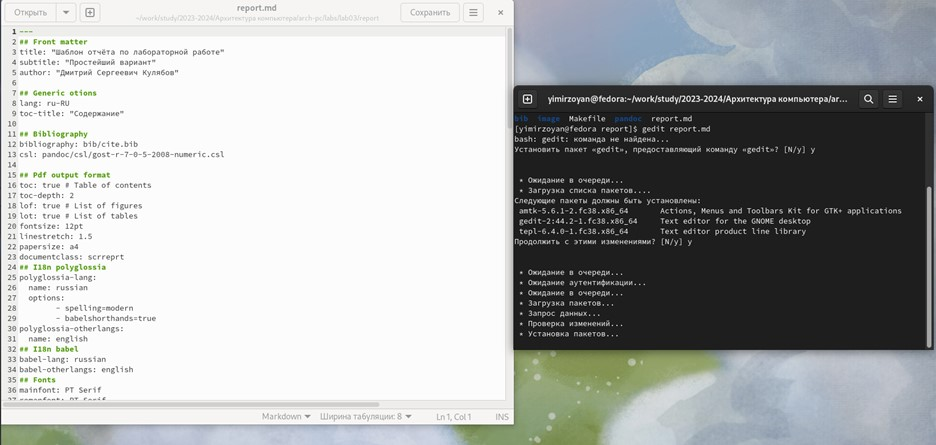 Открыть
report.md
~/work/study/2023-2024/Архитектура компьютера/arch-pc/labs/lab03/report
Сохранить
1 ---
2 ## Front matter
3 title: "Шаблон отчёта по лабораторной работе"
4 subtitle: "Простейший вариант"
5 author: "Дмитрий Сергеевич Кулябов"
6
7 ## Generic otions
8 lang: ru-RU
9 toc-title: "Содержание"
10
11 ## Bibliography
12 bibliography: bib/cite.bib
13 csl: pandoc/csl/gost-r-7-0-5-2008-numeric.csl
14
15 ## Pdf output format
16 toc: true # Table of contents
17 toc-depth: 2
18 lof: true # List of figures
19 lot: true # List of tables
20 fontsize: 12pt
21 linestretch: 1.5
22 papersize: a4
23 documentclass: scrreprt
24 ## I18n polyglossia
25 polyglossia-lang:
26   name: russian
27   options:
28         - spelling=modern
29         - babelshorthands=true
30 polyglossia-otherlangs:
31   name: english
32 ## I18n babel
33 babel-lang: russian
34 babel-otherlangs: english
35 ## Fonts
36 mainfont: PT Serif
Markdown Ширина табуляции: 8 Ln 1, Col 1 INS
yimirzoyan@fedora:~/work/study/2023-2024/Архитектура компьютера/ar...
bib image Makefile pandoc report.md
[yimirzoyan@fedora report]$ gedit report.md
bash: gedit: команда не найдена...
Установить пакет «gedit», предоставляющий команду «gedit»? [N/y] y
* Ожидание в очереди...
* Загрузка списка пакетов....
Следующие пакеты должны быть установлены:
amtk-5.6.1-2.fc38.x86_64 Actions, Menus and Toolbars Kit for GTK+ applications
gedit-2:44.2-1.fc38.x86_64 Text editor for the GNOME desktop
tepl-6.4.0-1.fc38.x86_64 Text editor product line library
Продолжить с этими изменениями? [N/y] y
* Ожидание в очереди...
* Ожидание аутентификации...
* Ожидание в очереди...
* Загрузка пакетов...
* Запрос данных...
* Проверка изменений...
* Установка пакетов...